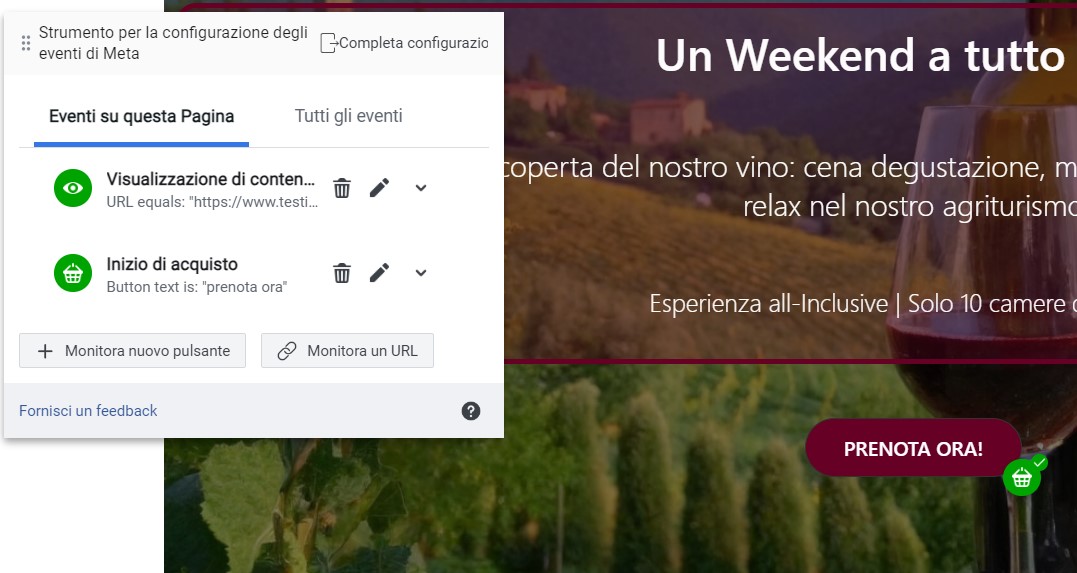 Strumento per la configurazione degli
eventi di Meta
Completa configurazio
Eventi su questa Pagina
Tutti gli eventi
Visualizzazione di conten...
URL equals: "https://www.testi...
Inizio di acquisto
Button text is: "prenota ora"
Monitora nuovo pulsante
Monitora un URL
Fornisci un feedback
Un Weekend a tutto
coperta del nostro vino: cena degustazione, m
relax nel nostro agriturismo
Esperienza all-Inclusive | Solo 10 camere
PRENOTA ORA!